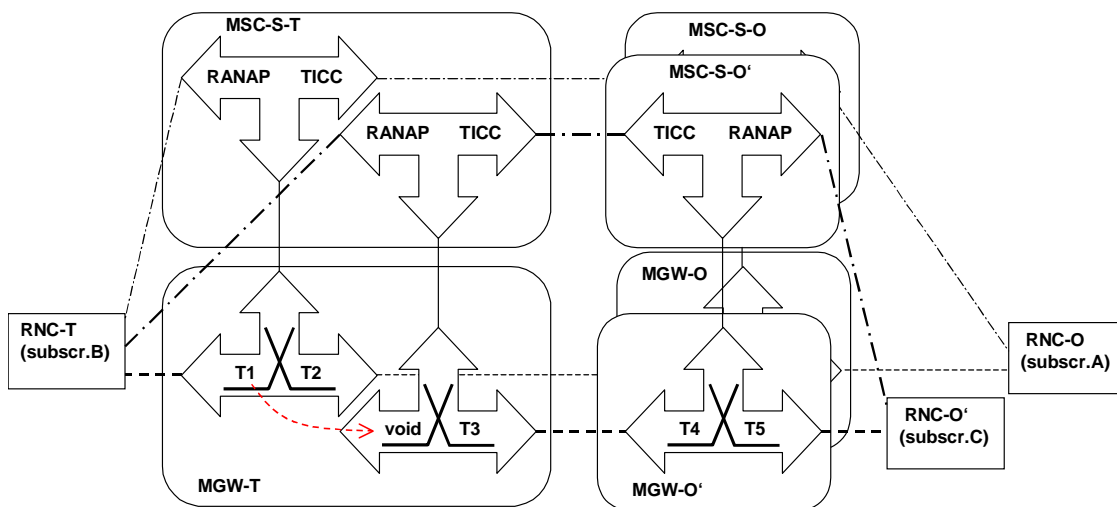 MSC-S-T
MSC-S-O
MSC-S-O‘
RANAP TICC
RANAP TICC
TICC RANAP
MGW-O
RNC-T
(subscr.B)
RNC-O
(subscr.A)
T1 T2
RNC-O‘
(subscr.C)
void T3
T4 T5
MGW-T
MGW-O‘